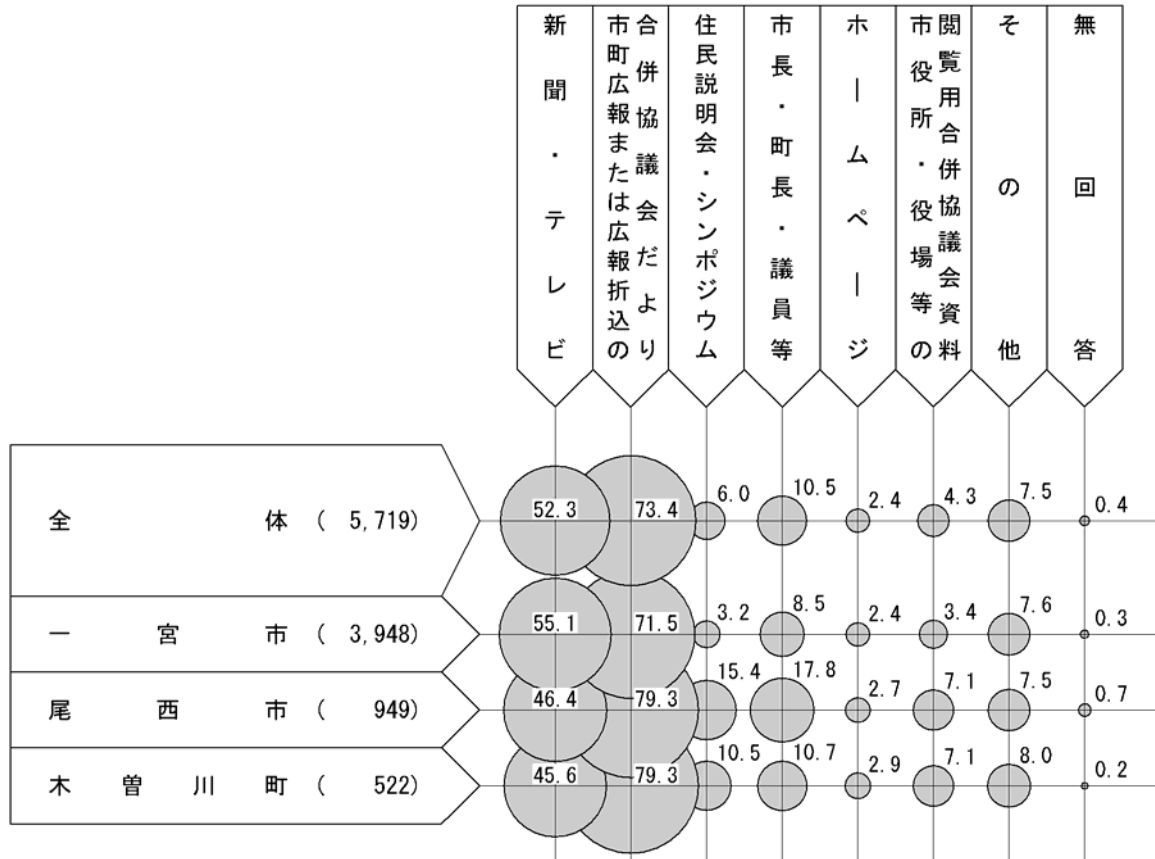 新聞・テレビ
市町広報または広報折込の
合併協議会だより
住民説明会・シンポジウム
市長・町長・議員等
ホームページ
市役所・役場等の
閲覧用合併協議会資料
その他
無回答
全体 ( 5,719) 52.3 73.4 6.0 10.5 2.4 4.3 7.5 0.4
一宮市 ( 3,948) 55.1 71.5 3.2 8.5 2.4 3.4 7.6 0.3
尾西市 ( 949) 46.4 79.3 15.4 17.8 2.7 7.1 7.5 0.7
木曽川町 ( 522) 45.6 79.3 10.5 10.7 2.9 7.1 8.0 0.2